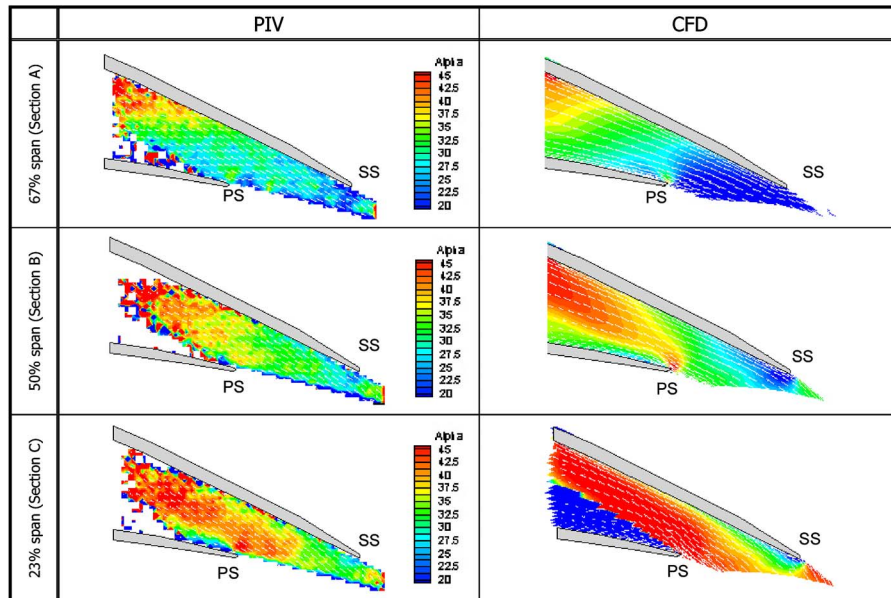 PIV
CFD
67% span (Section A)
Alpha
45
42.5
40
37.5
35
32.5
30
27.5
25
22.5
20
SS
PS
SS
PS
50% span (Section B)
Alpha
45
42.5
40
37.5
35
32.5
30
27.5
25
22.5
20
SS
PS
SS
PS
23% span (Section C)
Alpha
45
42.5
40
37.5
35
32.5
30
27.5
25
22.5
20
SS
PS
SS
PS